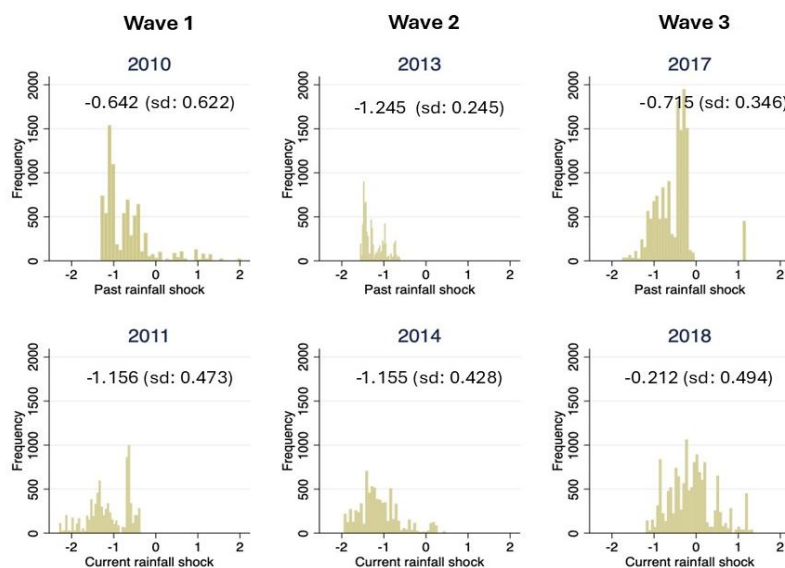 Wave 1
Wave 2
Wave 3
2010
2013
2017
-0.642 (sd: 0.622)
-1.245 (sd: 0.245)
-0.715 (sd: 0.346)
Frequency
0 500 1000 1500 2000
-2 -1 0 1 2
Past rainfall shock
Frequency
0 500 1000 1500 2000
-2 -1 0 1 2
Past rainfall shock
Frequency
0 500 1000 1500 2000
-2 -1 0 1 2
Past rainfall shock
2011
2014
2018
-1.156 (sd: 0.473)
-1.155 (sd: 0.428)
-0.212 (sd: 0.494)
Frequency
0 500 1000 1500 2000
-2 -1 0 1 2
Current rainfall shock
Frequency
0 500 1000 1500 2000
-2 -1 0 1 2
Current rainfall shock
Frequency
0 500 1000 1500 2000
-2 -1 0 1 2
Current rainfall shock